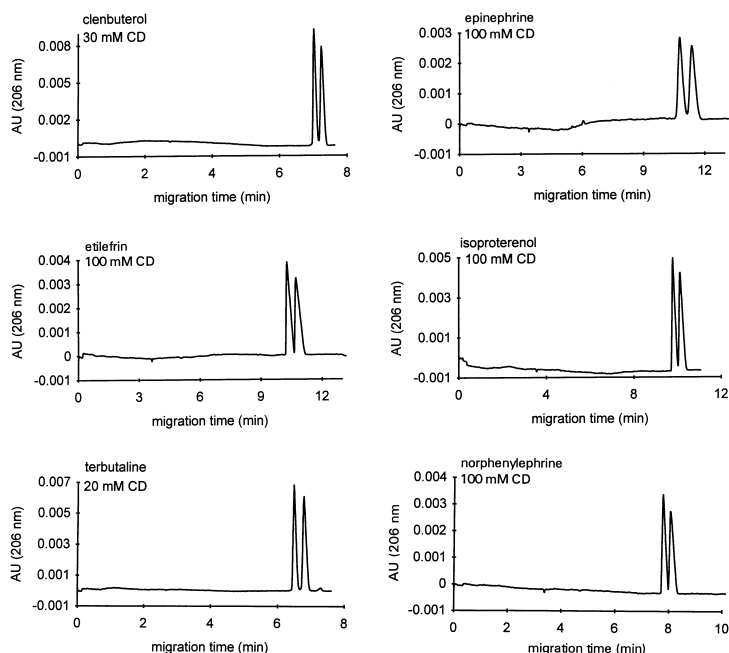 clenbuterol
30 mM CD
AU (206 nm)
0.008
0.005
0.002
-0.001
0 2 4 6 8
migration time (min)
epinephrine
100 mM CD
AU (206 nm)
0.003
0.002
0.001
0
-0.001
0 3 6 9 12
migration time (min)
etilefrin
100 mM CD
AU (206 nm)
0.004
0.003
0.002
0.001
0
-0.001
0 3 6 9 12
migration time (min)
isoproterenol
100 mM CD
AU (206 nm)
0.005
0.003
0.001
-0.001
0 4 8 12
migration time (min)
terbutaline
20 mM CD
AU (206 nm)
0.007
0.005
0.003
0.001
-0.001
0 2 4 6 8
migration time (min)
norphenylephrine
100 mM CD
AU (206 nm
0.004
0.003
0.002
0.001
0
-0.001
0 2 4 6 8 10
migration time (min)